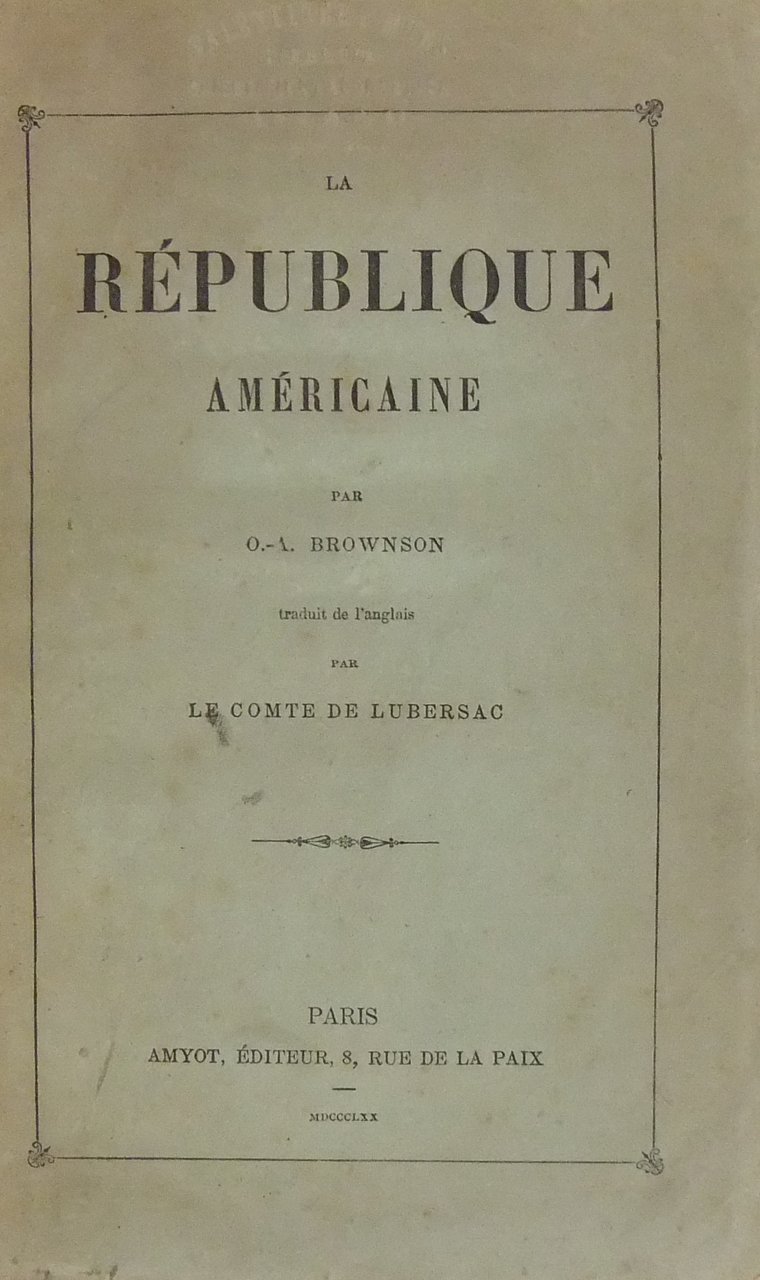 LA
RÉPUBLIQUE
AMÉRICAINE
PAR
O.-A. BROWNSON
traduit de l'anglais
PAR
LE COMTE DE LUBERSAC
PARIS
AMYOT, ÉDITEUR, 8, RUE DE LA PAIX
MDCCCLXX